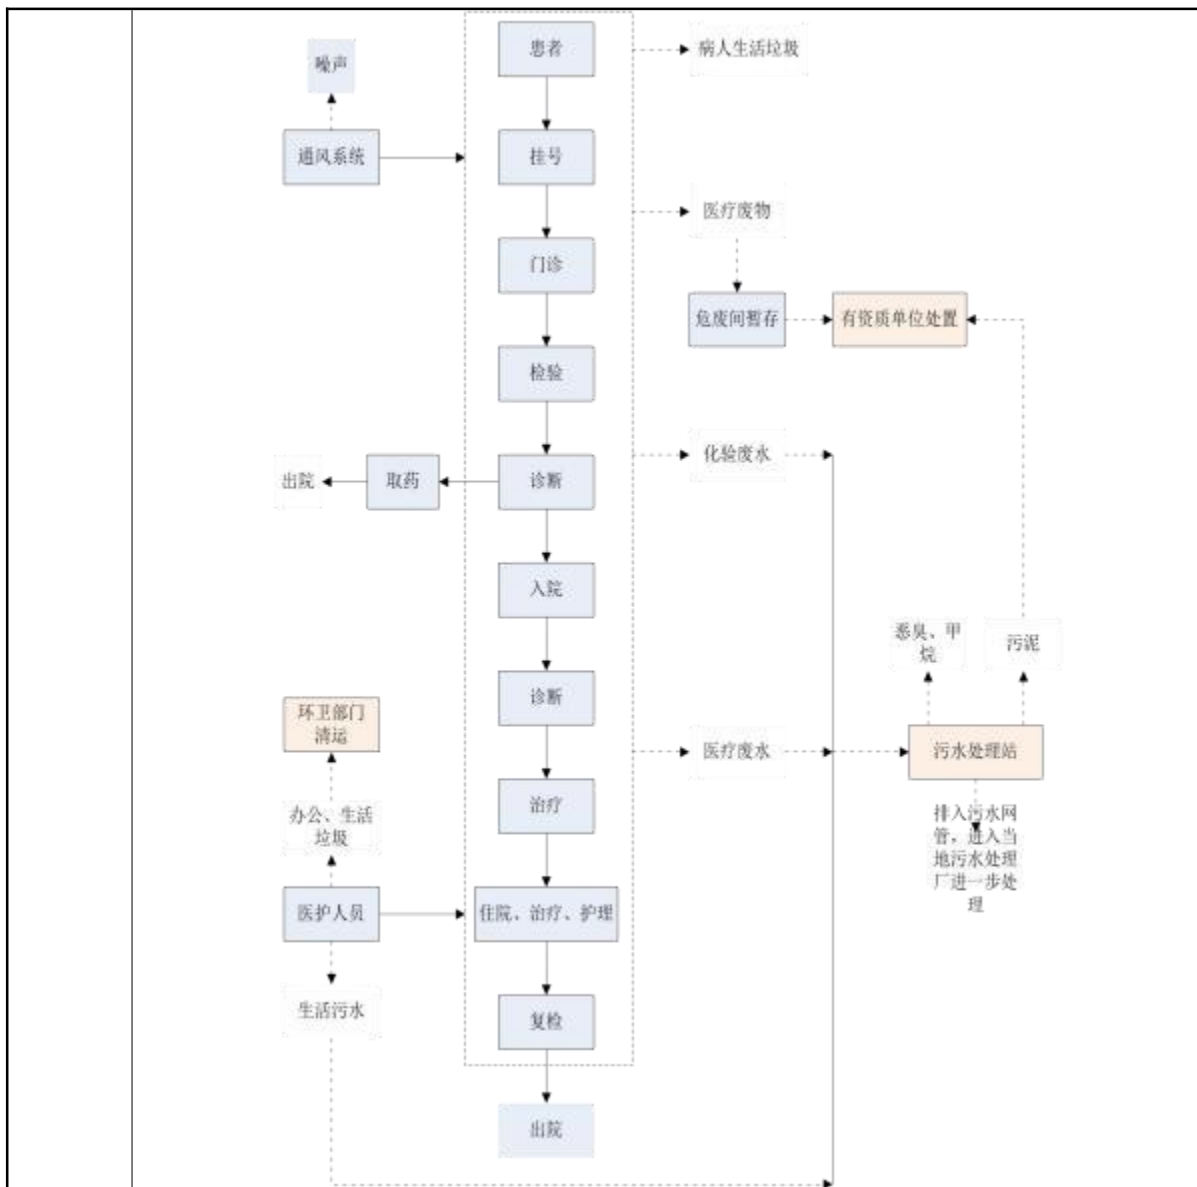 患者
病人生活垃圾
噪声
通风系统
挂号
医疗废物
门诊
危废间暂存
有资质单位处置
检验
化验废水
出院
取药
诊断
入院
恶臭、甲
烷
污泥
诊断
环卫部门
清运
医疗废水
污水处理站
治疗
办公、生活
垃圾
排入污水网
管，进入当
地污水处理
厂进一步处
理
医护人员
住院、治疗、护理
生活污水
复检
出院